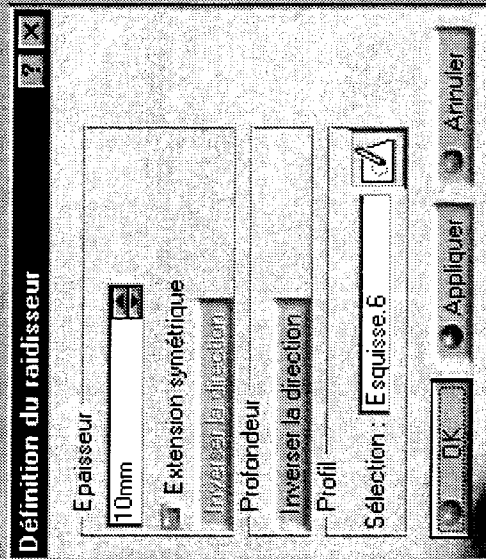 Définition du raidisseur
Epaisseur
10mm
Extension symétrique
Inverser la direction
Profondeur
Inverser la direction
Profil
Sélection : Esquisse.6
OK Appliquer Annuler